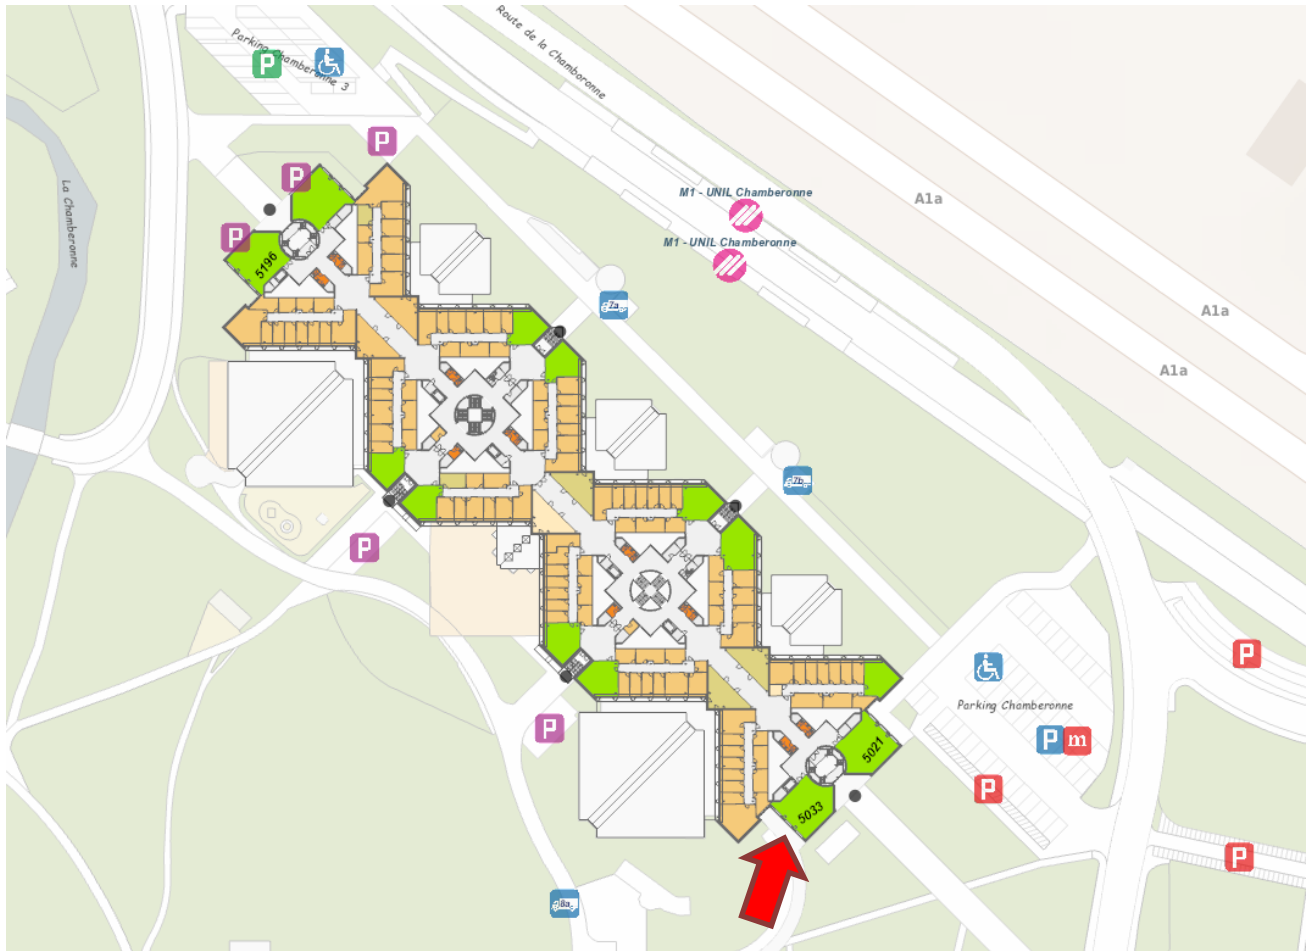 Route de la Chamberonne
Parking Chamberonne 3
P
P
P
P
La Chamberonne
5196
M1 - UNIL Chamberonne
M1 - UNIL Chamberonne
A1a
A1a
A1a
7a
7b
P
P
Parking Chamberonne
P m
P
P
P
5021
5033
8a